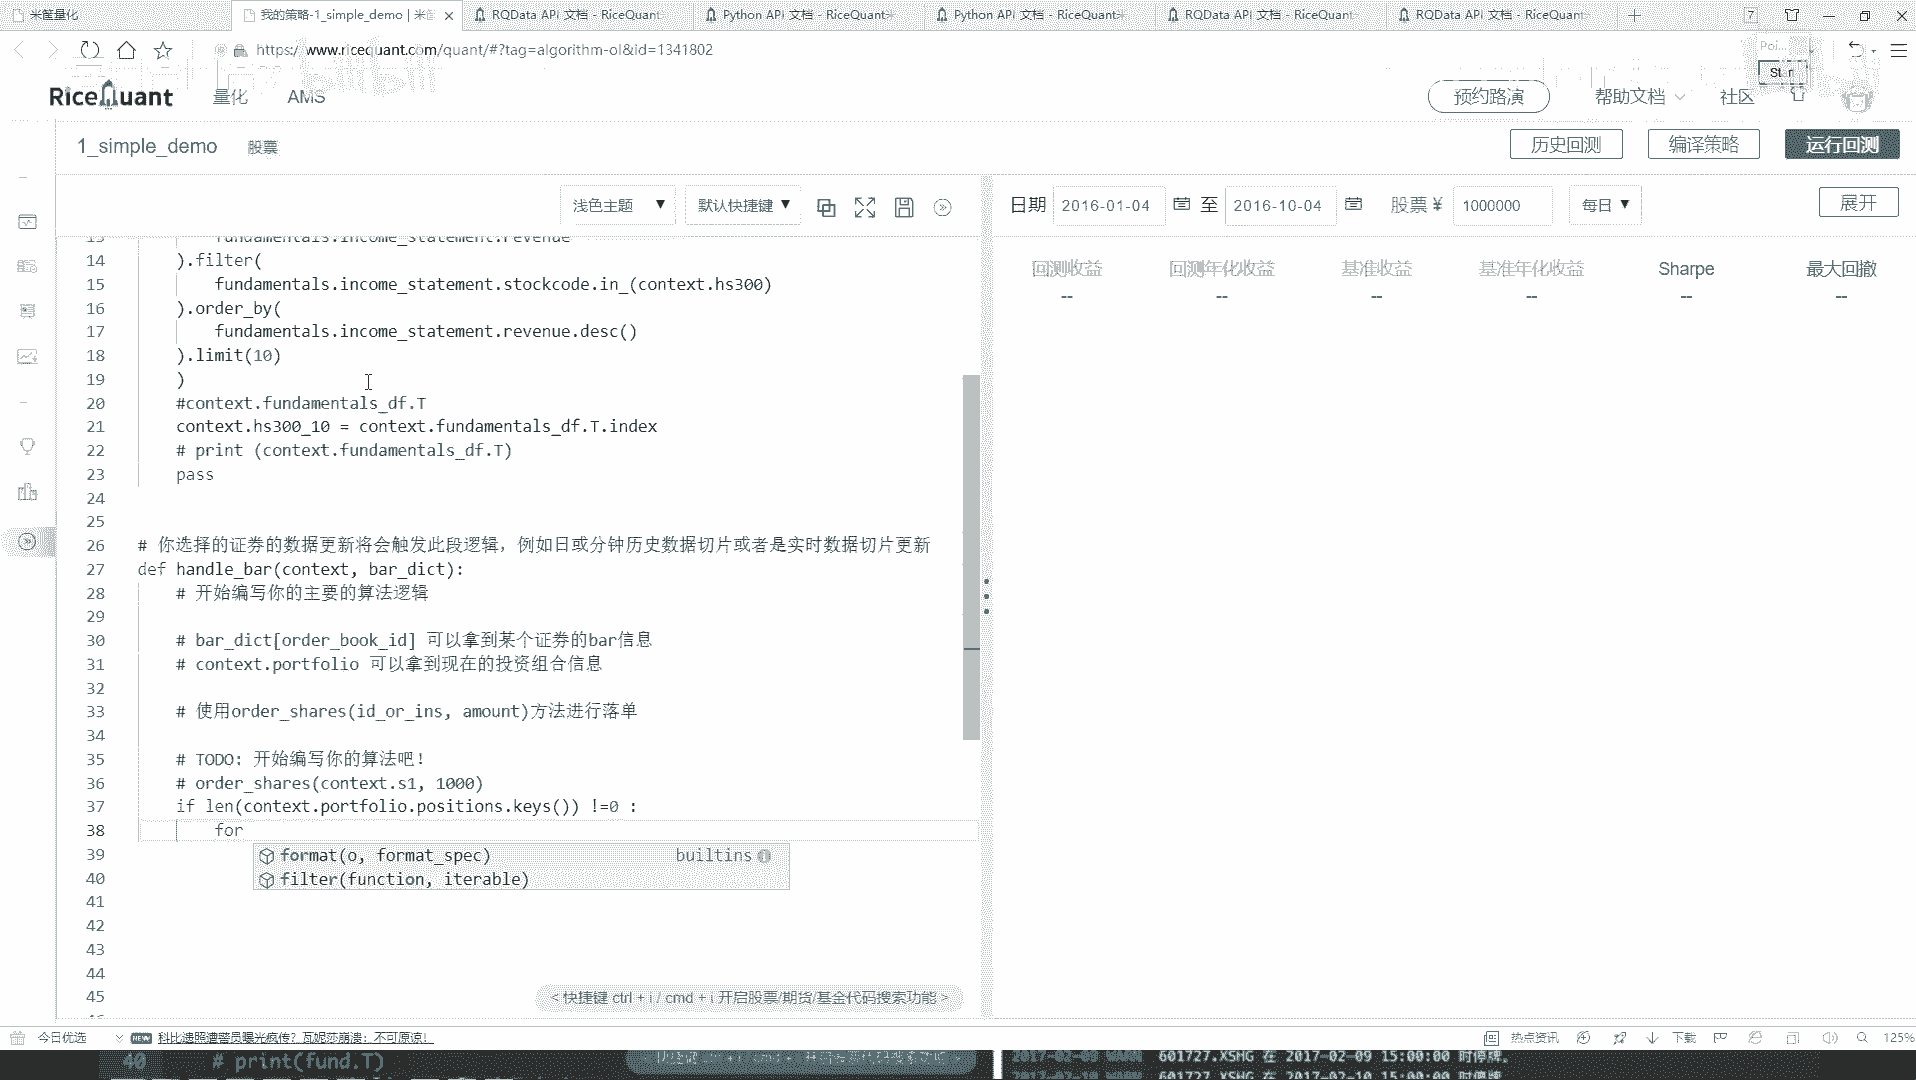 米筐量化
我的策略-1_simple_demo | 米筐
RQData API 文档 - RiceQuant
Python API 文档 - RiceQuant
Python API 文档 - RiceQuant
RQData API 文档 - RiceQuant
RQData API 文档 - RiceQuant
7
https://www.ricequant.com/quant/#?tag=algorithm-ol&id=1341802
Poi...
Start
RiceQuant
量化
AMS
预约路演
帮助文档
社区
1_simple_demo
股票
历史回测
编译策略
运行回测
浅色主题 ▼
默认快捷键 ▼
日期 2016-01-04 至 2016-10-04 股票 ¥ 1000000 每日 ▼
展开
回测收益 回测年化收益 基准收益 基准年化收益 Sharpe 最大回撤
-- -- -- -- -- --
13 fundamentals.income_statement.revenue
14 ).filter(
15 fundamentals.income_statement.stockcode.in_(context.hs300)
16 ).order_by(
17 fundamentals.income_statement.revenue.desc()
18 ).limit(10)
19 )
20 #context.fundamentals_df.T
21 context.hs300_10 = context.fundamentals_df.T.index
22 # print (context.fundamentals_df.T)
23 pass
24
25
26 # 你选择的证券的数据更新将会触发此段逻辑，例如日或分钟历史数据切片或者是实时数据切片更新
27 def handle_bar(context, bar_dict):
28 # 开始编写你的主要的算法逻辑
29
30 # bar_dict[order_book_id] 可以拿到某个证券的bar信息
31 # context.portfolio 可以拿到现在的投资组合信息
32
33 # 使用order_shares(id_or_ins, amount)方法进行落单
34
35 # TODO: 开始编写你的算法吧！
36 # order_shares(context.s1, 1000)
37 if len(context.portfolio.positions.keys()) !=0 :
38 for
39 format(o, format_spec) builtins
40 filter(function, iterable)
41
42
43
44
45
< 快捷键 ctrl + i / cmd + i 开启股票/期货/基金代码搜索功能 >
今日优选
NEW 科比遗照遭警员曝光疯传？瓦妮莎崩溃：不可原谅！
热点资讯
下载
125%
40 # print(fund.T)
601727.XSHG 在 2017-02-09 15:00:00 时停牌。
601727.XSHG 在 2017-02-10 15:00:00 时停牌。